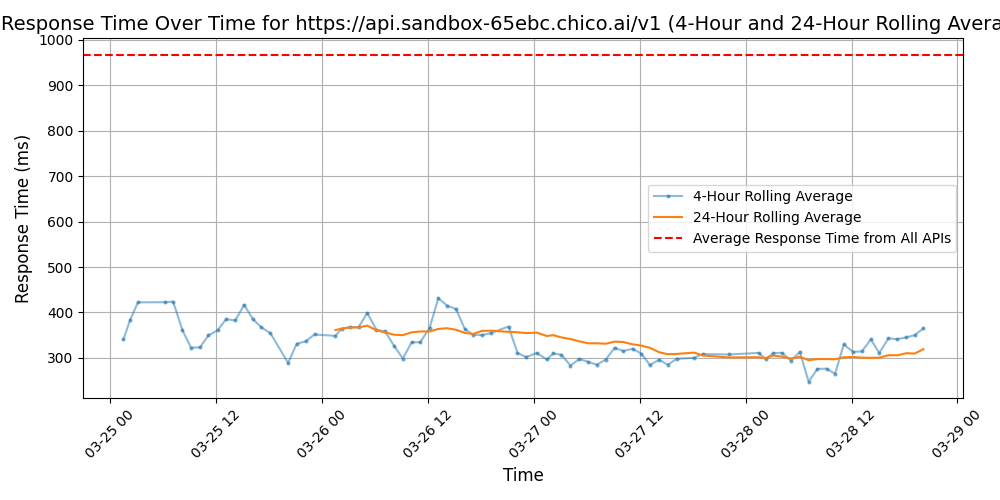 Response Time Over Time for https://api.sandbox-65ebc.chico.ai/v1 (4-Hour and 24-Hour Rolling Avera
Response Time (ms)
1000
900
800
700
600
500
400
300
4-Hour Rolling Average
24-Hour Rolling Average
Average Response Time from All APIs
03-25 00
03-25 12
03-26 00
03-26 12
03-27 00
03-27 12
03-28 00
03-28 12
03-29 00
Time